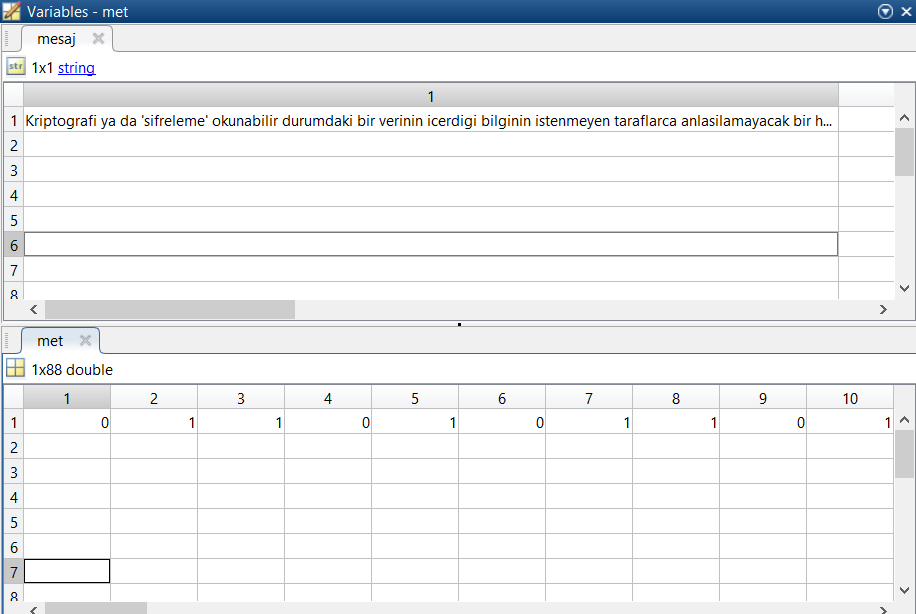 Variables - met
mesaj
str 1x1 string
1
1 Kriptografi ya da 'sifreleme' okunabilir durumdaki bir verinin icerdigi bilginin istenmeyen taraflarca anlasilamayacak bir h...
2
3
4
5
6
7
8
met
1x88 double
1 2 3 4 5 6 7 8 9 10
1 0 1 1 0 1 0 1 1 0 1
2
3
4
5
6
7
8